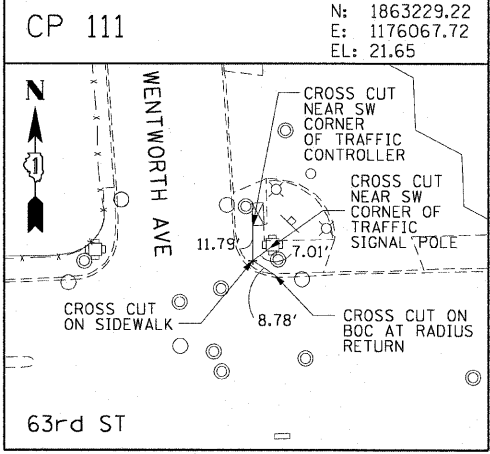 CP 111
N: 1863229.22
E: 1176067.72
EL: 21.65
N
1
WENTWORTH AVE
CROSS CUT
NEAR SW
CORNER
OF TRAFFIC
CONTROLLER
CROSS CUT
NEAR SW
CORNER OF
TRAFFIC
SIGNAL POLE
11.79'
7.01'
CROSS CUT
ON SIDEWALK
8.78'
CROSS CUT ON
BOC AT RADIUS
RETURN
63rd ST